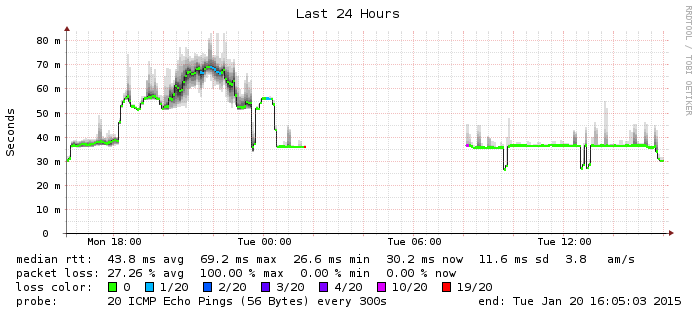 Last 24 Hours
RRDTOOL / TOBI OETIKER
Seconds
80 m
70 m
60 m
50 m
40 m
30 m
20 m
10 m
0
Mon 18:00 Tue 00:00 Tue 06:00 Tue 12:00
median rtt: 43.8 ms avg 69.2 ms max 26.6 ms min 30.2 ms now 11.6 ms sd 3.8 am/s
packet loss: 27.26 % avg 100.00 % max 0.00 % min 0.00 % now
loss color: 0 1/20 2/20 3/20 4/20 10/20 19/20
probe: 20 ICMP Echo Pings (56 Bytes) every 300s end: Tue Jan 20 16:05:03 2015